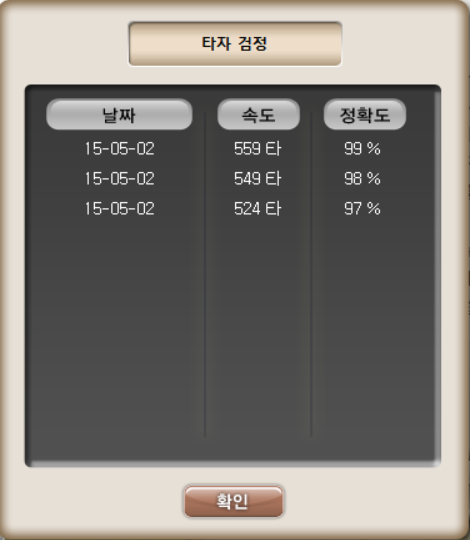 타자 검정
날짜 속도 정확도
15-05-02 559 타 99 %
15-05-02 549 타 98 %
15-05-02 524 타 97 %
확인